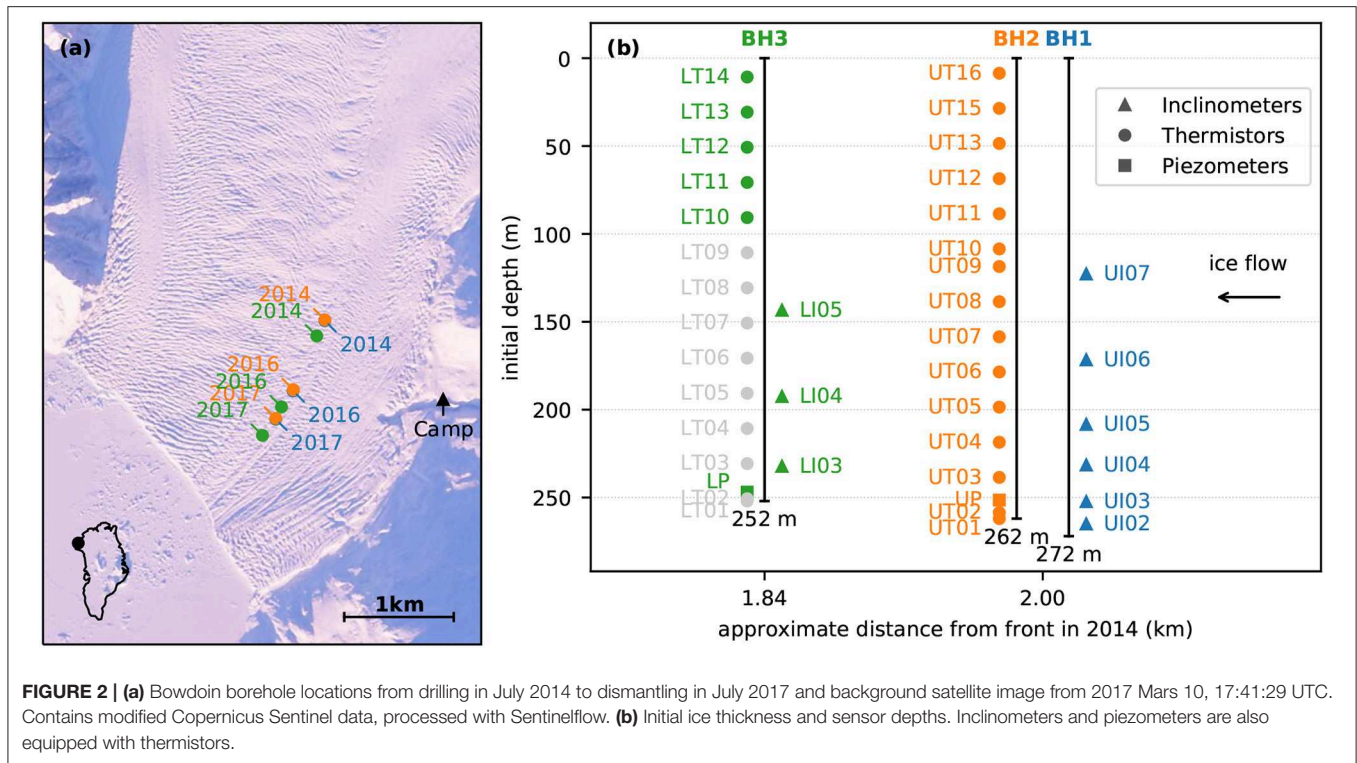 (a)
2014
2014
2014
2016
2016
2017
2017
2016
2017
Camp
1km
(b)
BH3
BH2 BH1
0
50
100
150
200
250
initial depth (m)
LT14
LT13
LT12
LT11
LT10
LT09
LT08
LT07
LT06
LT05
LT04
LT03
LP
LT02
LT01
252 m
LI05
LI04
LI03
UT16
UT15
UT13
UT12
UT11
UT10
UT09
UT08
UT07
UT06
UT05
UT04
UT03
UP
UT02
UT01
262 m
272 m
UI07
UI06
UI05
UI04
UI03
UI02
Inclinometers
Thermistors
Piezometers
ice flow
1.84
2.00
approximate distance from front in 2014 (km)
FIGURE 2 | (a) Bowdoin borehole locations from drilling in July 2014 to dismantling in July 2017 and background satellite image from 2017 Mars 10, 17:41:29 UTC.
Contains modified Copernicus Sentinel data, processed with Sentinelflow. (b) Initial ice thickness and sensor depths. Inclinometers and piezometers are also
equipped with thermistors.